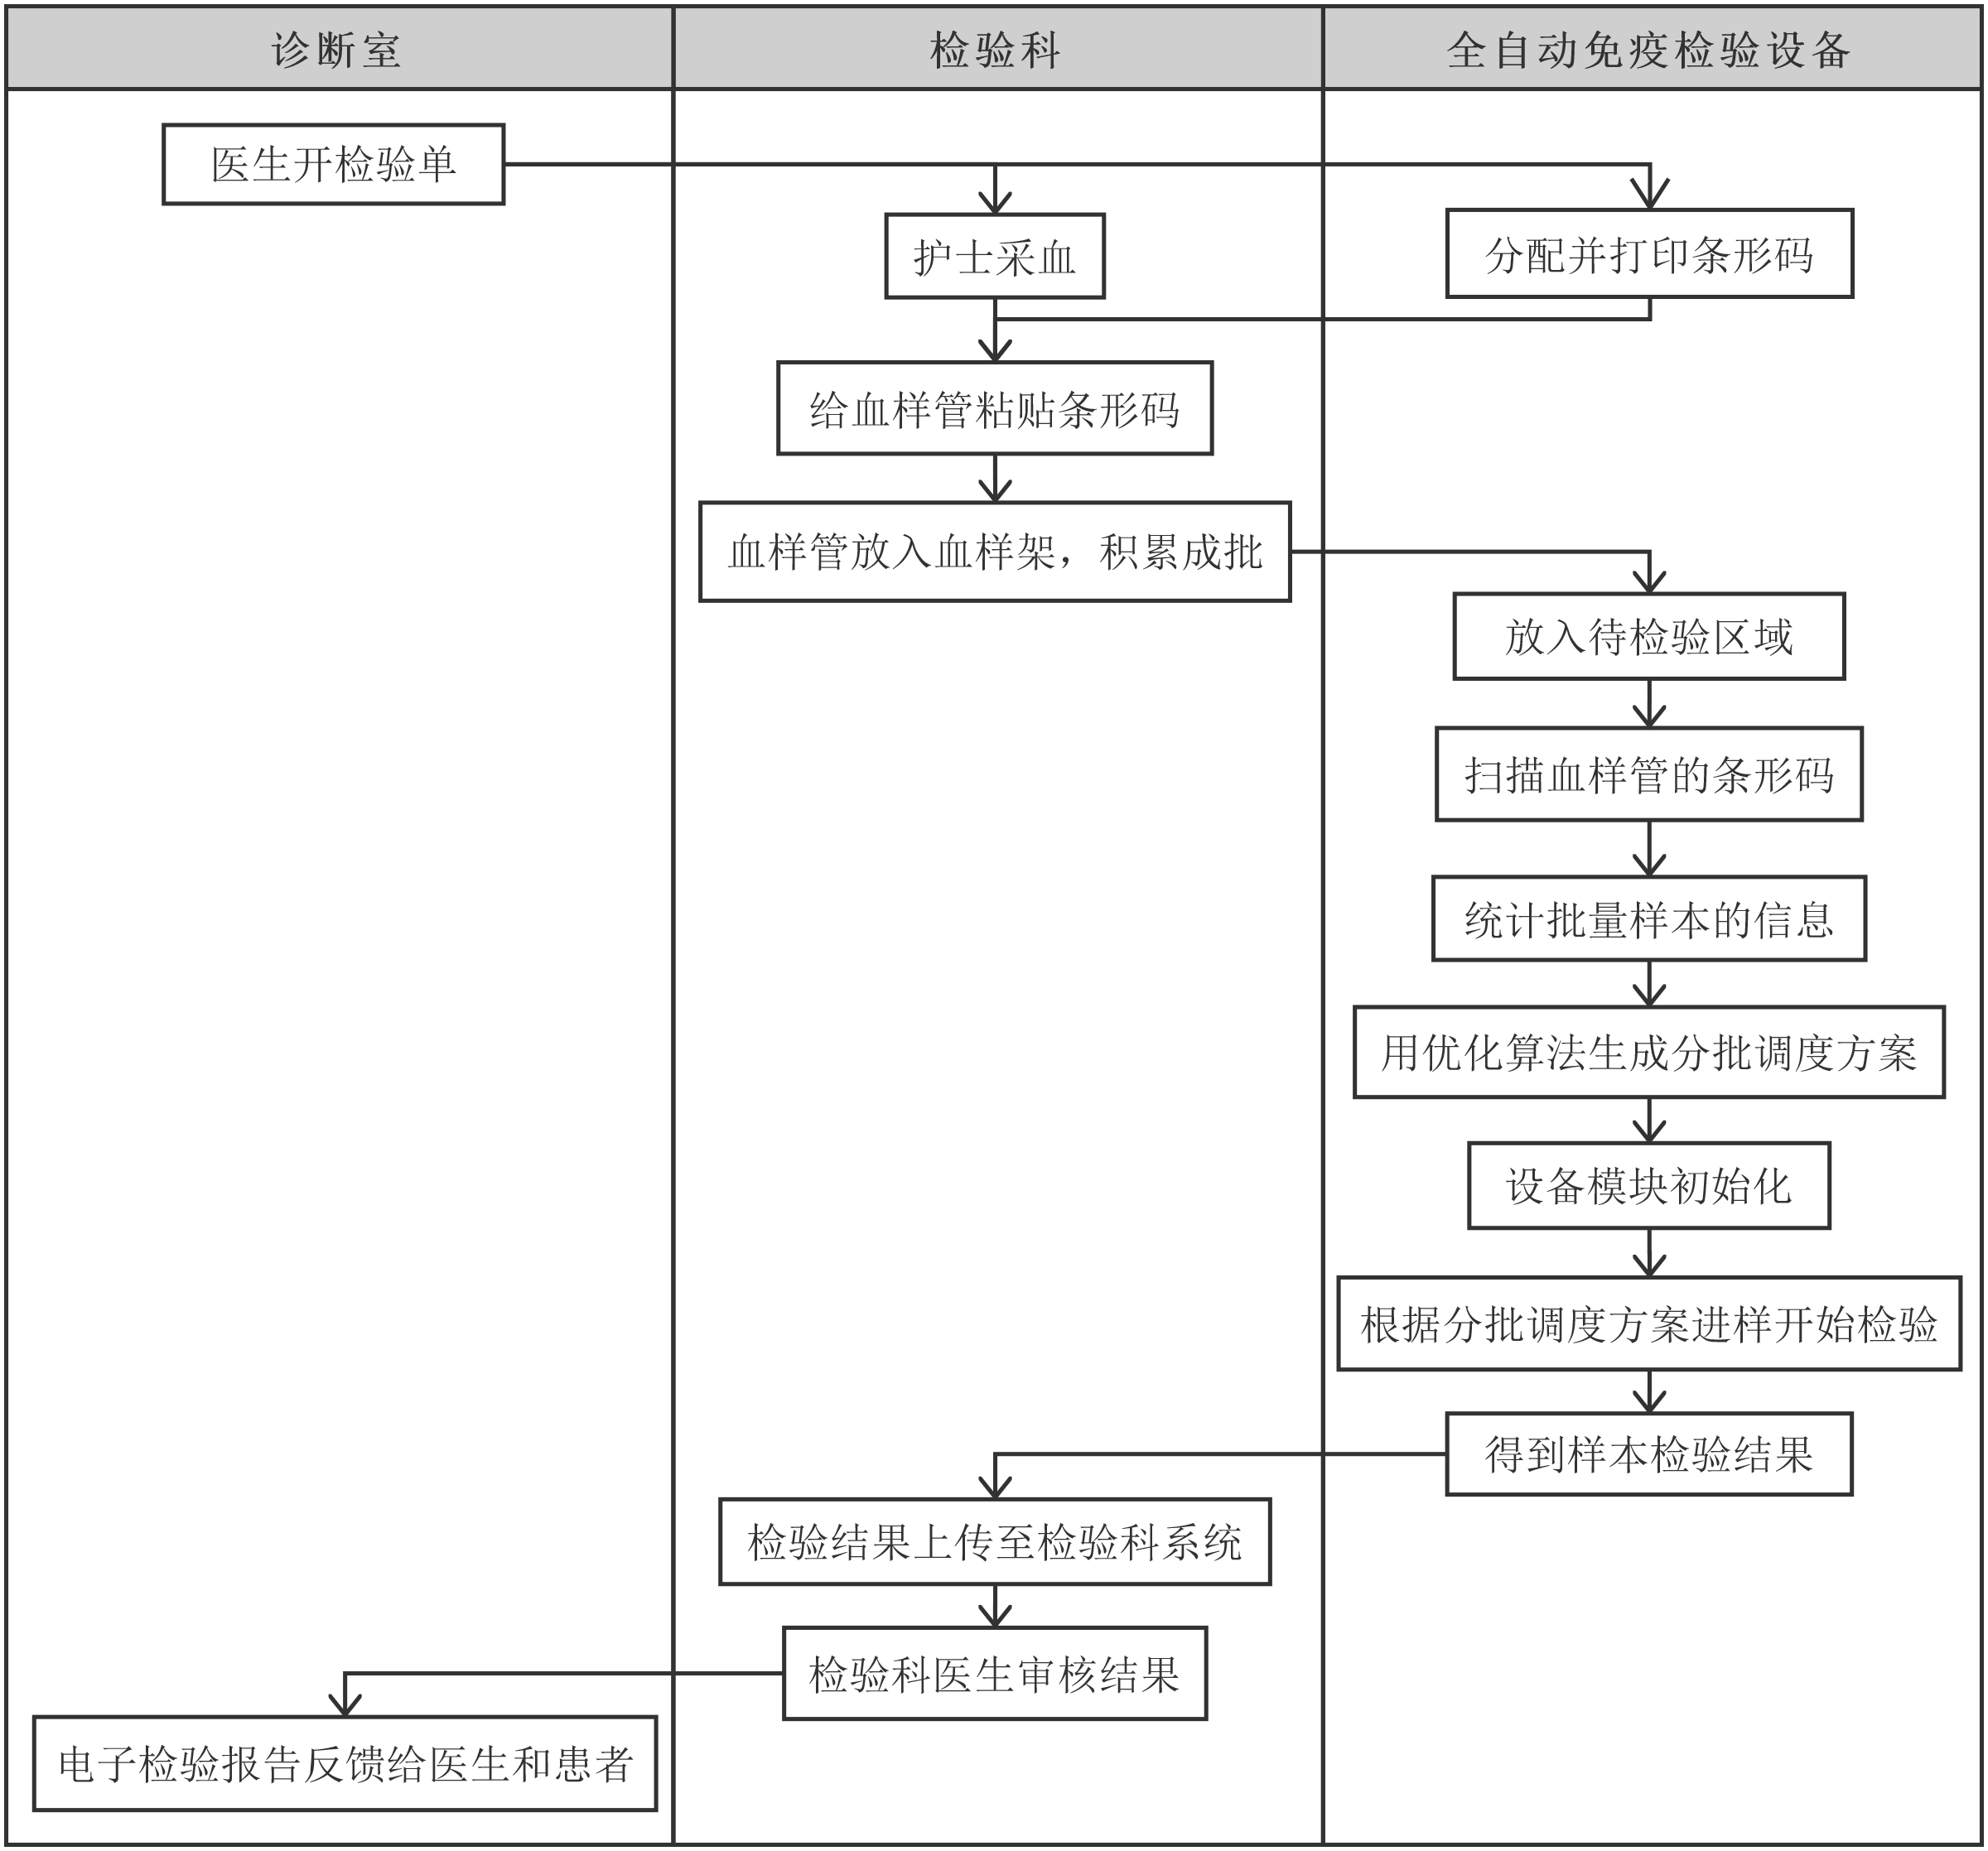 诊断室
检验科
全自动免疫检验设备
医生开检验单
护士采血
分配并打印条形码
给血样管粘贴条形码
血样管放入血样架，积累成批
放入待检验区域
扫描血样管的条形码
统计批量样本的信息
用优化算法生成分批调度方案
设备模块初始化
根据分批调度方案进样开始检验
得到样本检验结果
检验结果上传至检验科系统
检验科医生审核结果
电子检验报告反馈给医生和患者